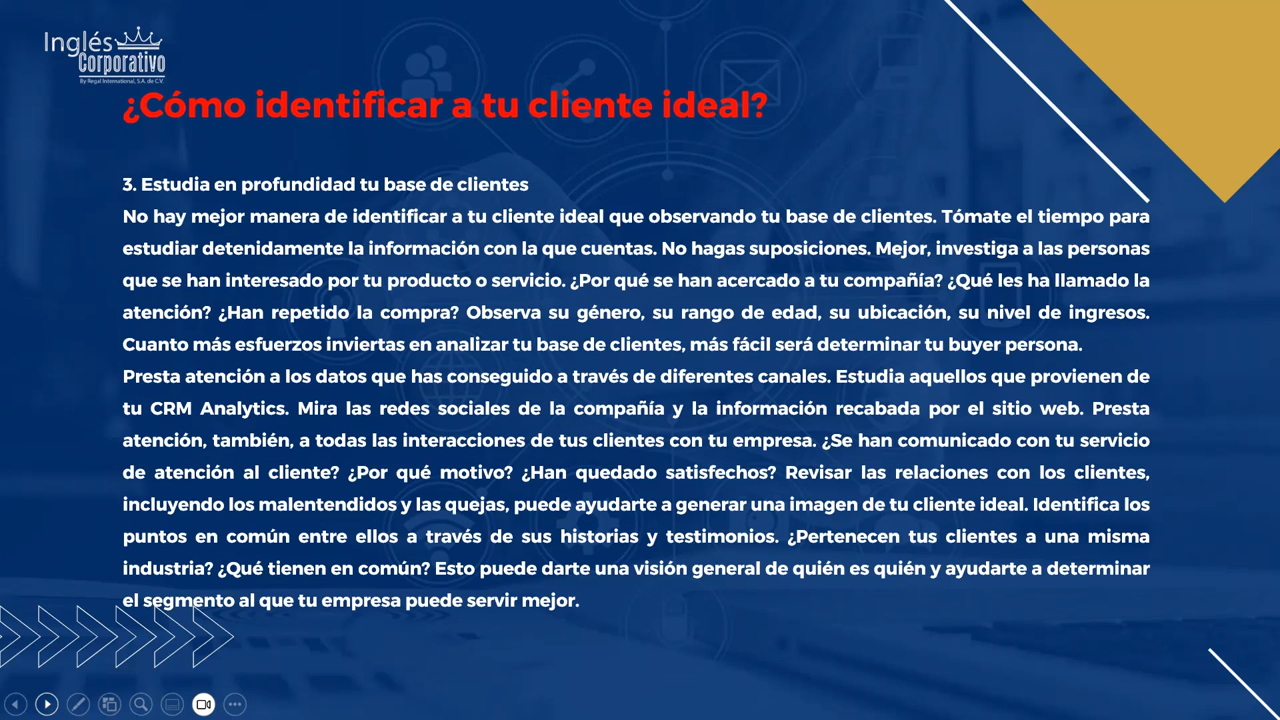 Inglés
Corporativo
By Regal International, S.A. de C.V.
¿Cómo identificar a tu cliente ideal?
3. Estudia en profundidad tu base de clientes
No hay mejor manera de identificar a tu cliente ideal que observando tu base de clientes. Tómate el tiempo para
estudiar detenidamente la información con la que cuentas. No hagas suposiciones. Mejor, investiga a las personas
que se han interesado por tu producto o servicio. ¿Por qué se han acercado a tu compañía? ¿Qué les ha llamado la
atención? ¿Han repetido la compra? Observa su género, su rango de edad, su ubicación, su nivel de ingresos.
Cuanto más esfuerzos inviertas en analizar tu base de clientes, más fácil será determinar tu buyer persona.
Presta atención a los datos que has conseguido a través de diferentes canales. Estudia aquellos que provienen de
tu CRM Analytics. Mira las redes sociales de la compañía y la información recabada por el sitio web. Presta
atención, también, a todas las interacciones de tus clientes con tu empresa. ¿Se han comunicado con tu servicio
de atención al cliente? ¿Por qué motivo? ¿Han quedado satisfechos? Revisar las relaciones con los clientes,
incluyendo los malentendidos y las quejas, puede ayudarte a generar una imagen de tu cliente ideal. Identifica los
puntos en común entre ellos a través de sus historias y testimonios. ¿Pertenecen tus clientes a una misma
industria? ¿Qué tienen en común? Esto puede darte una visión general de quién es quién y ayudarte a determinar
el segmento al que tu empresa puede servir mejor.